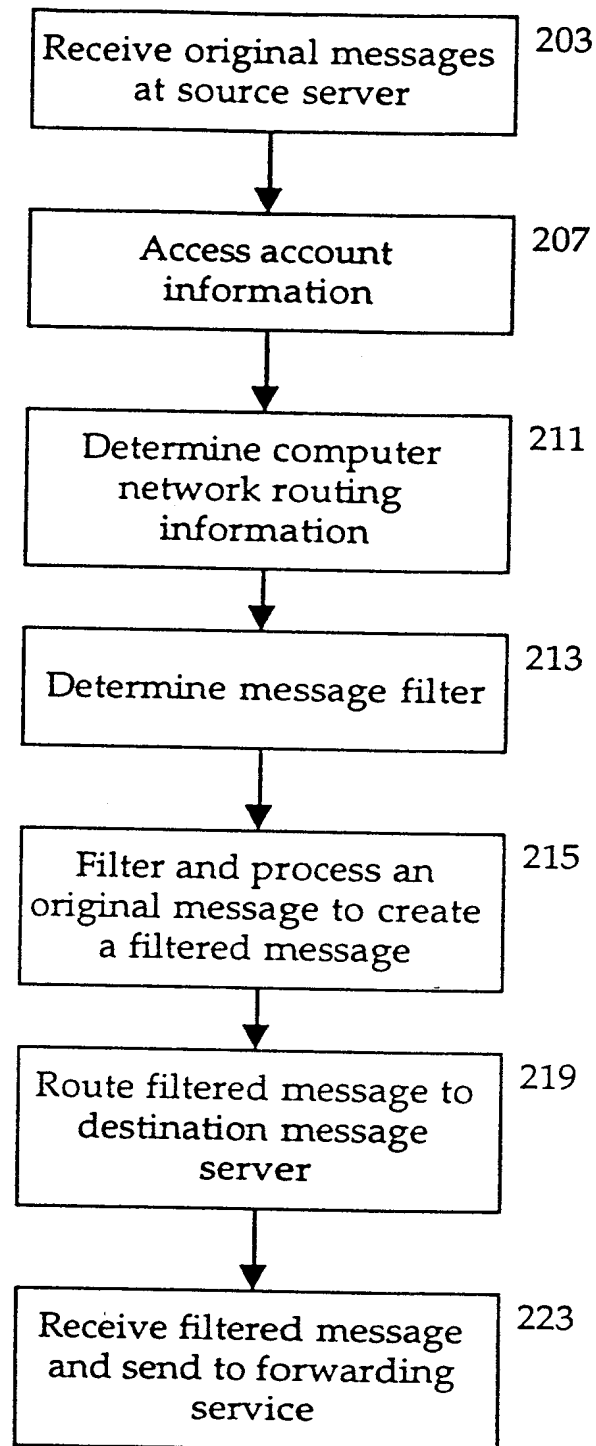 Receive original messages
at source server
203
Access account
information
207
Determine computer
network routing
information
211
Determine message filter
213
Filter and process an
original message to create
a filtered message
215
Route filtered message to
destination message
server
219
Receive filtered message
and send to forwarding
service
223